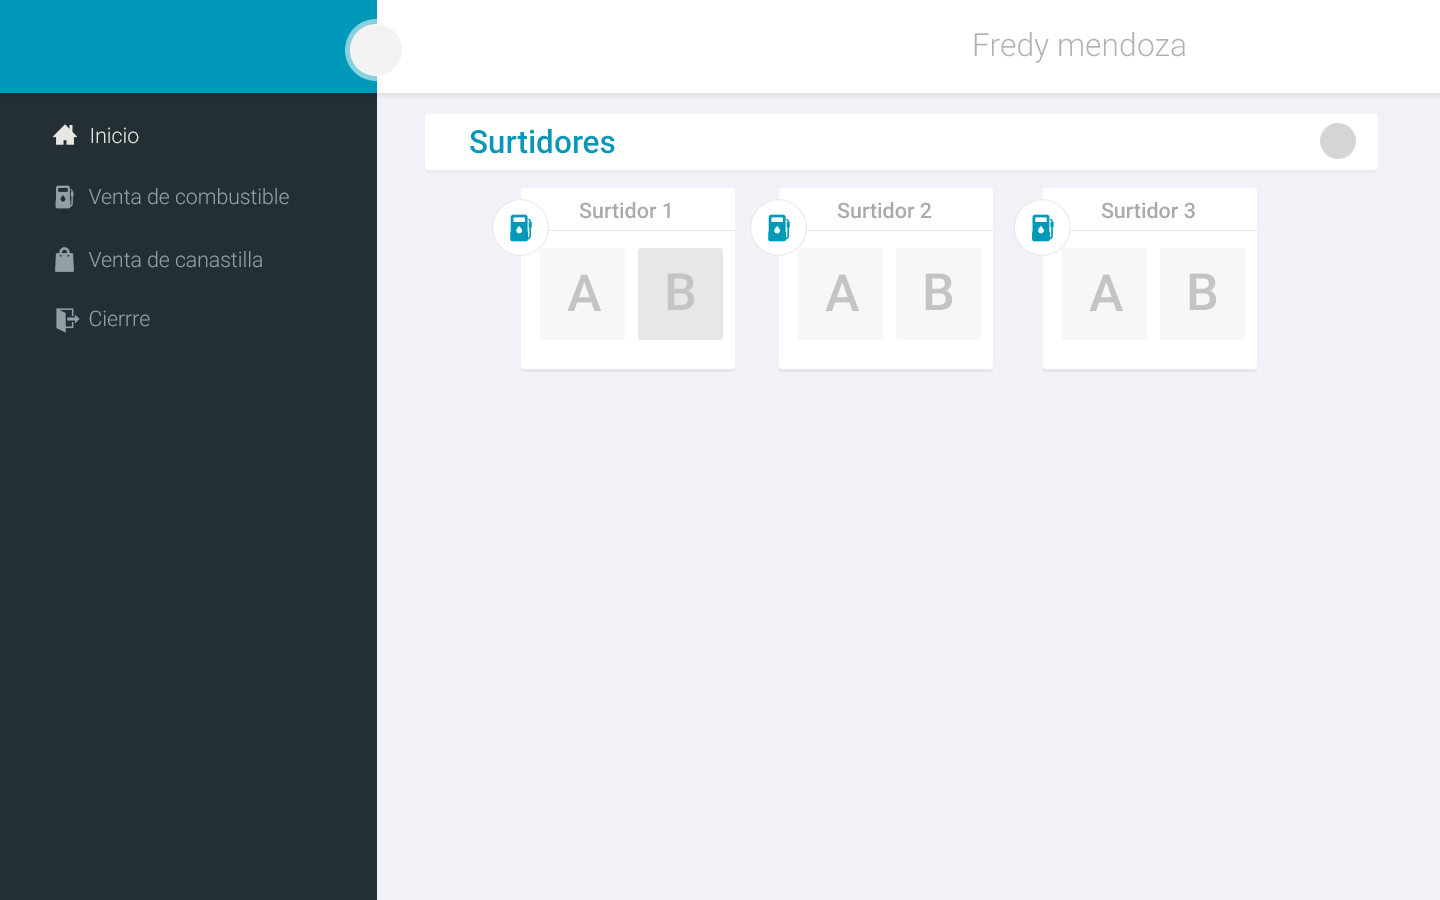 Fredy mendoza
Inicio
Venta de combustible
Venta de canastilla
Cierrre
Surtidores
Surtidor 1
A B
Surtidor 2
A B
Surtidor 3
A B